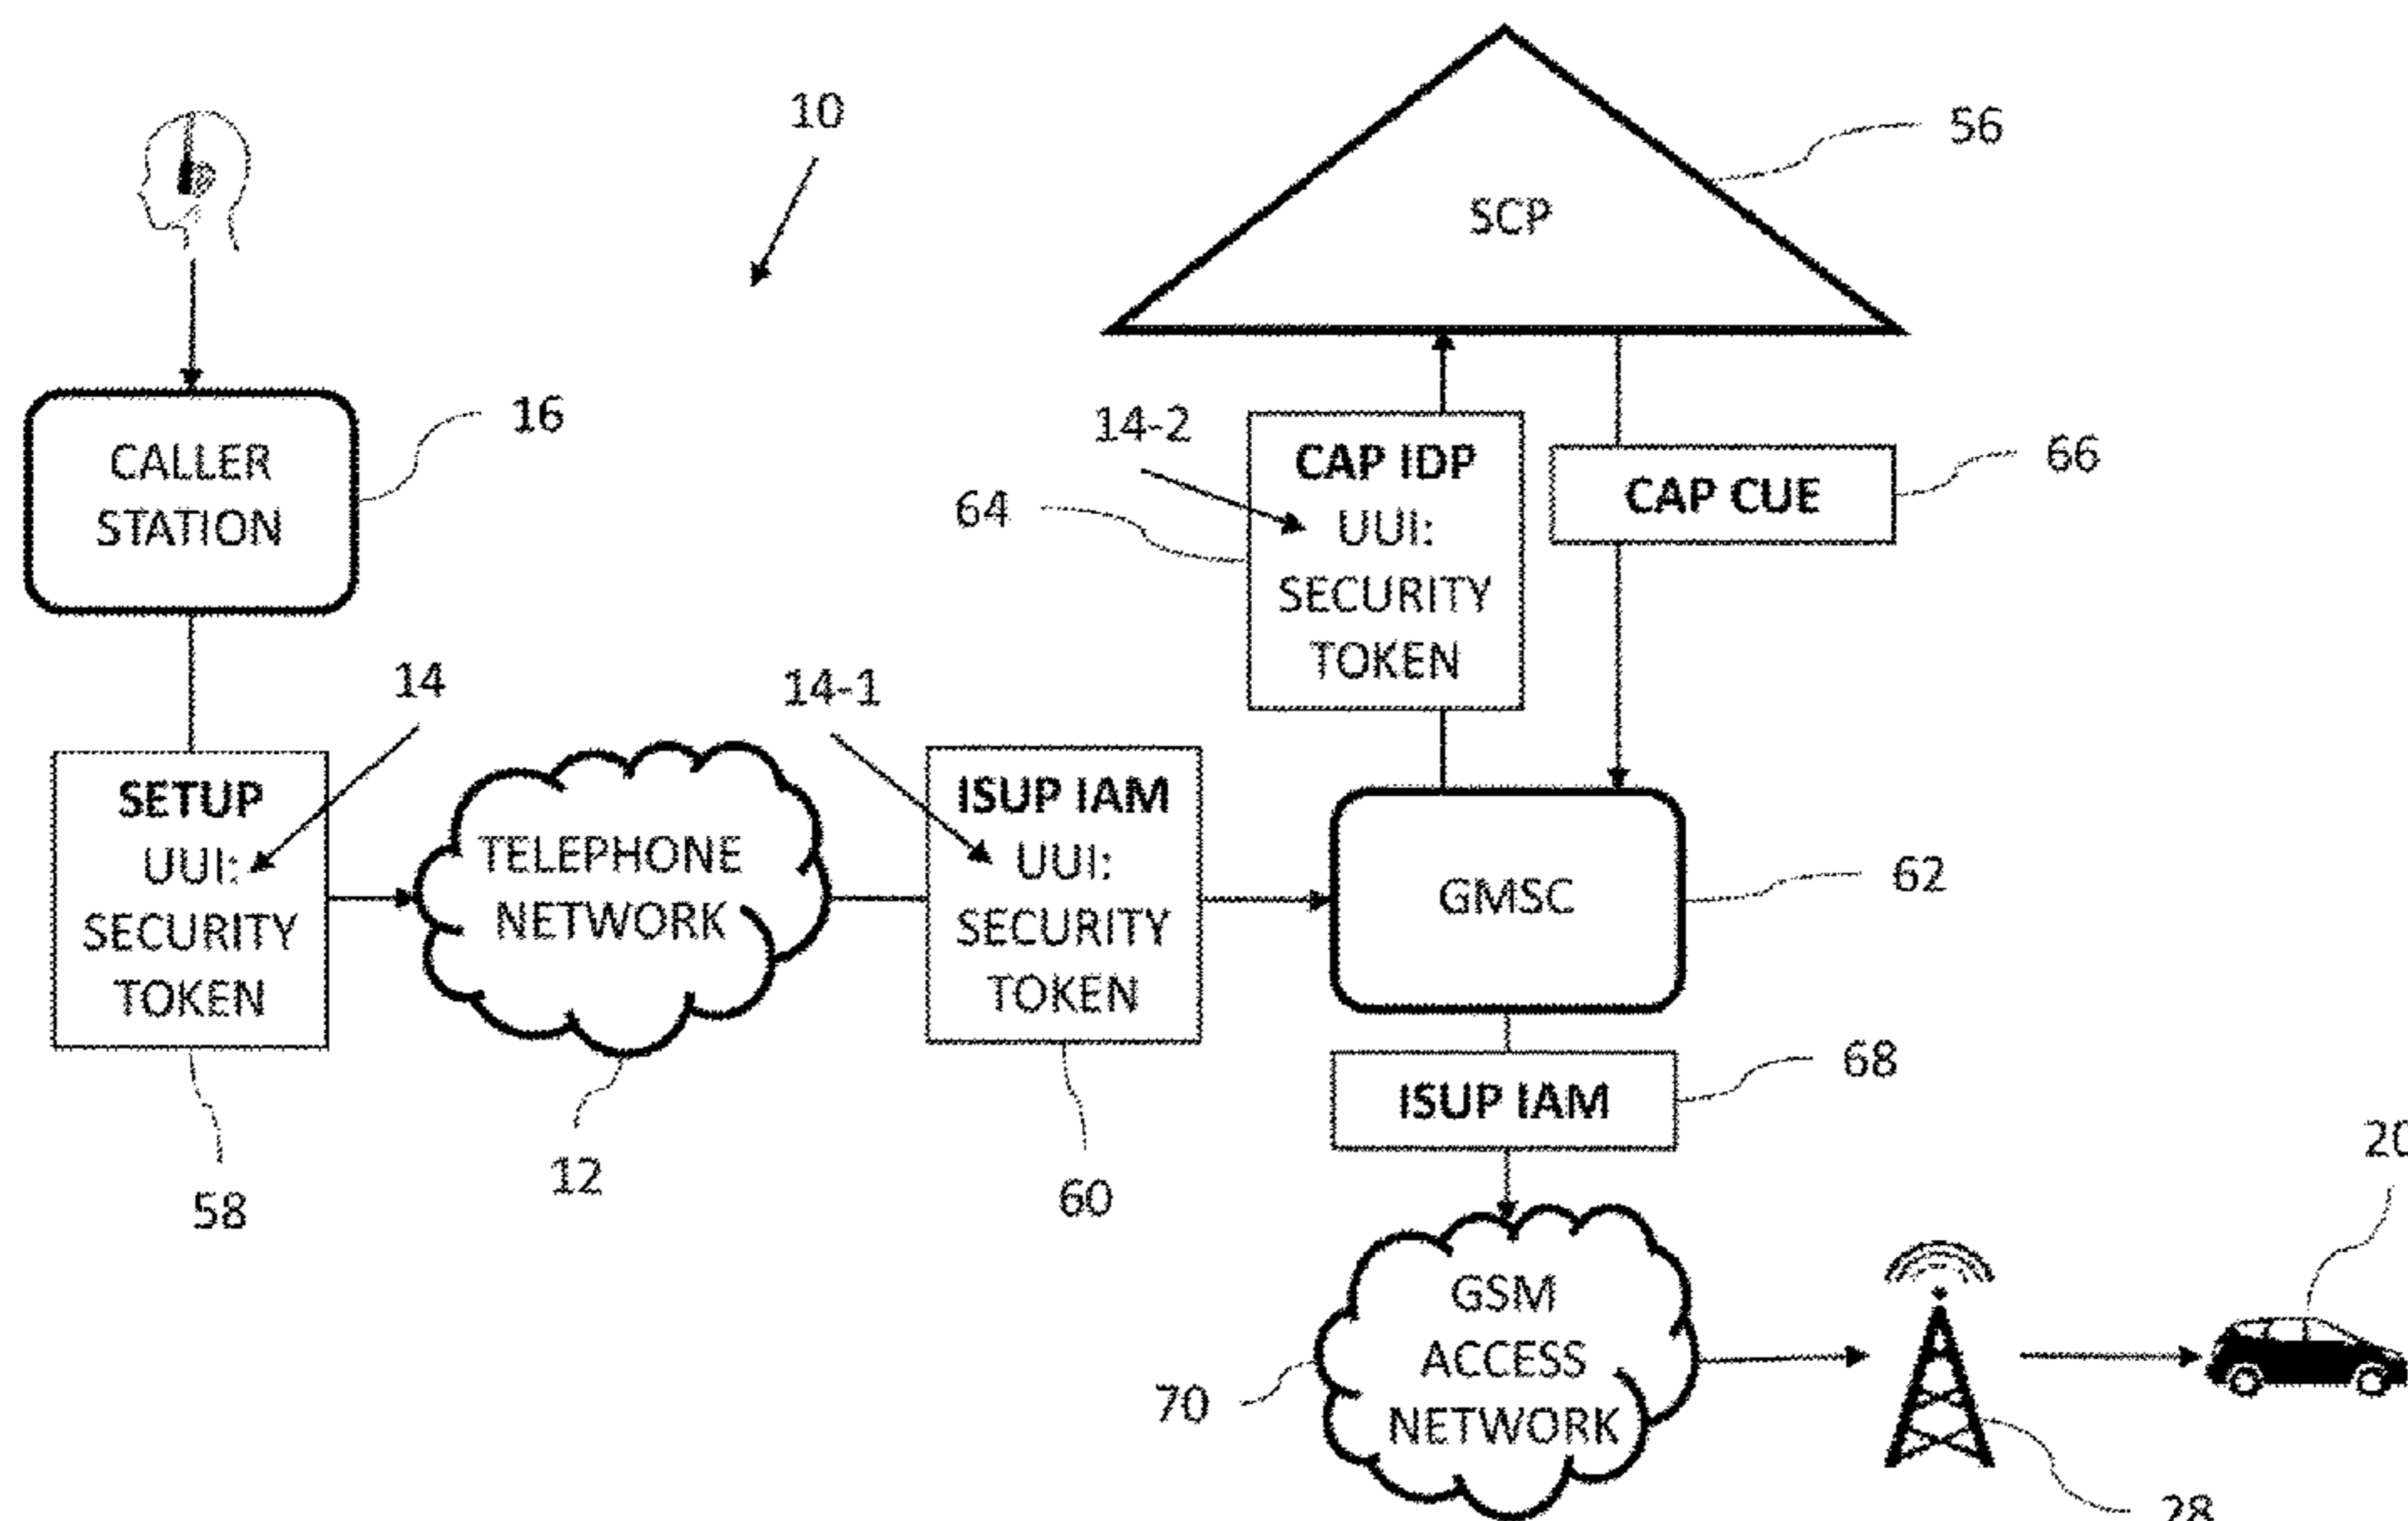 10
56
SCP
16
CALLER
STATION
14-2
64
CAP IDP
UUI:
SECURITY
TOKEN
CAP CUE
66
14
14-1
SETUP
UUI:
SECURITY
TOKEN
TELEPHONE
NETWORK
ISUP IAM
UUI:
SECURITY
TOKEN
GMSC
62
58
12
60
ISUP IAM
68
20
GSM
ACCESS
NETWORK
70
28